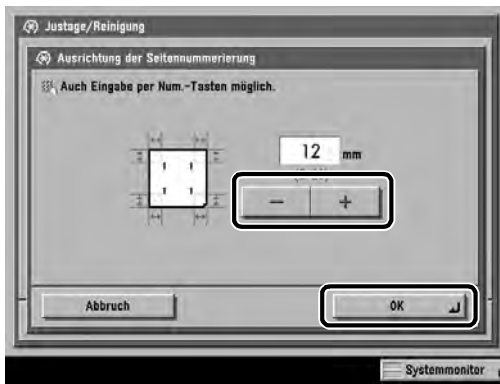 Justage/Reinigung
Ausrichtung der Seitennummerierung
Auch Eingabe per Num.-Tasten möglich.
12 mm
- +
Abbruch
OK
Systemmonitor